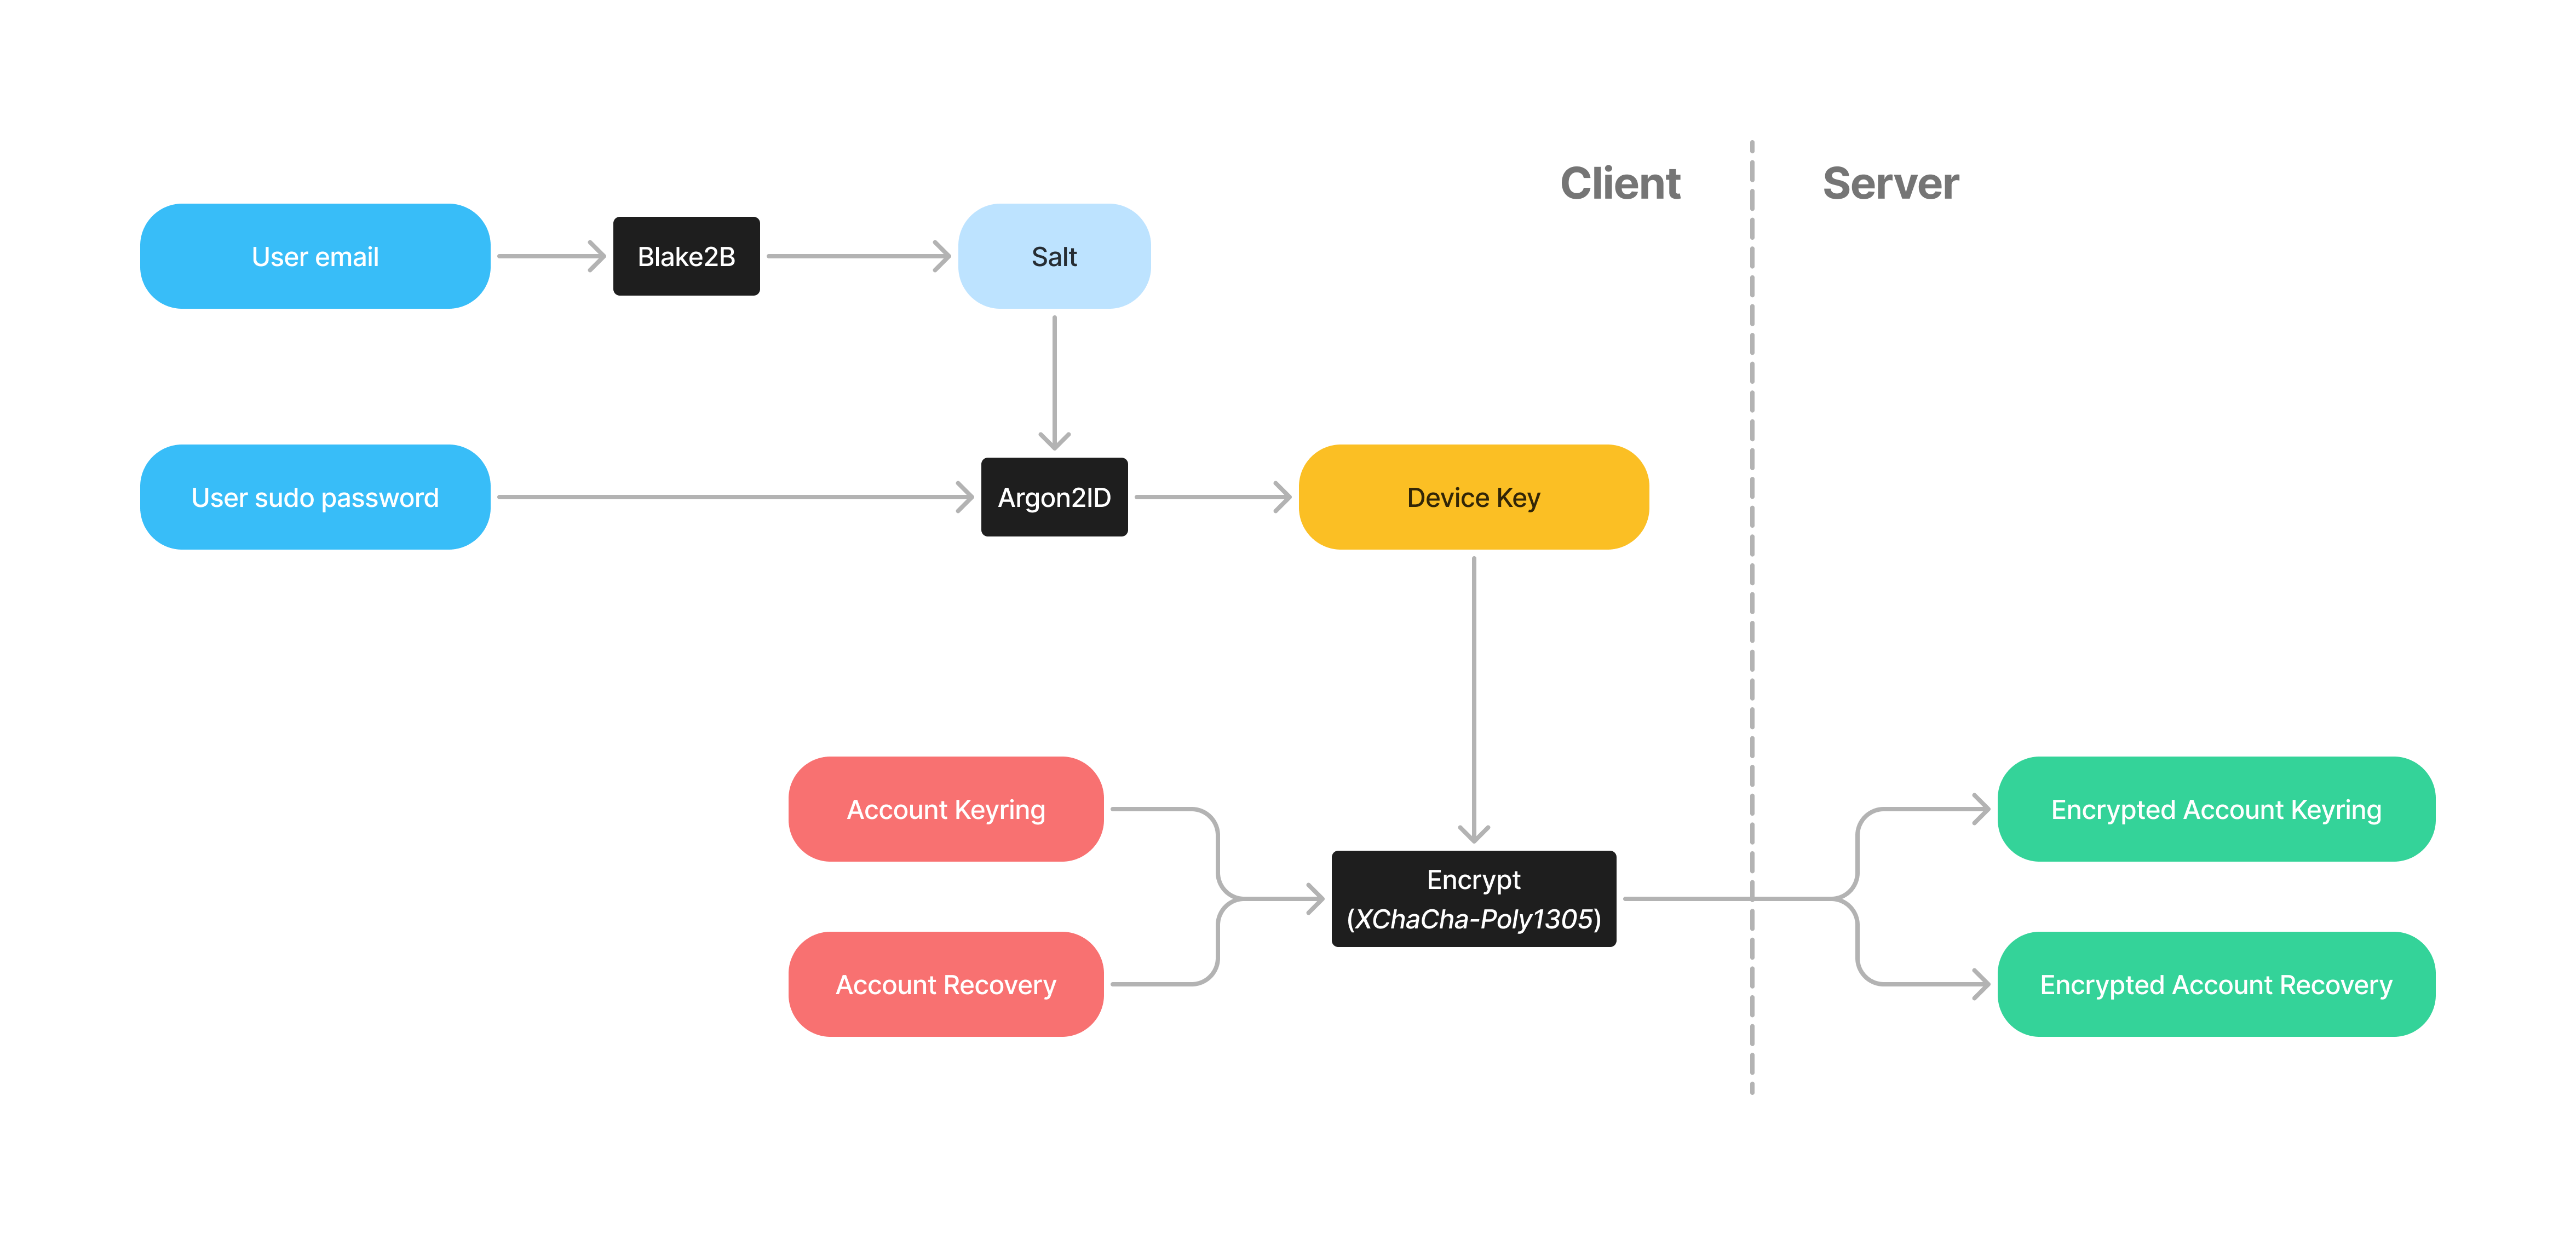 Client
Server
User email
Blake2B
Salt
User sudo password
Argon2ID
Device Key
Account Keyring
Account Recovery
Encrypt
(XChaCha-Poly1305)
Encrypted Account Keyring
Encrypted Account Recovery